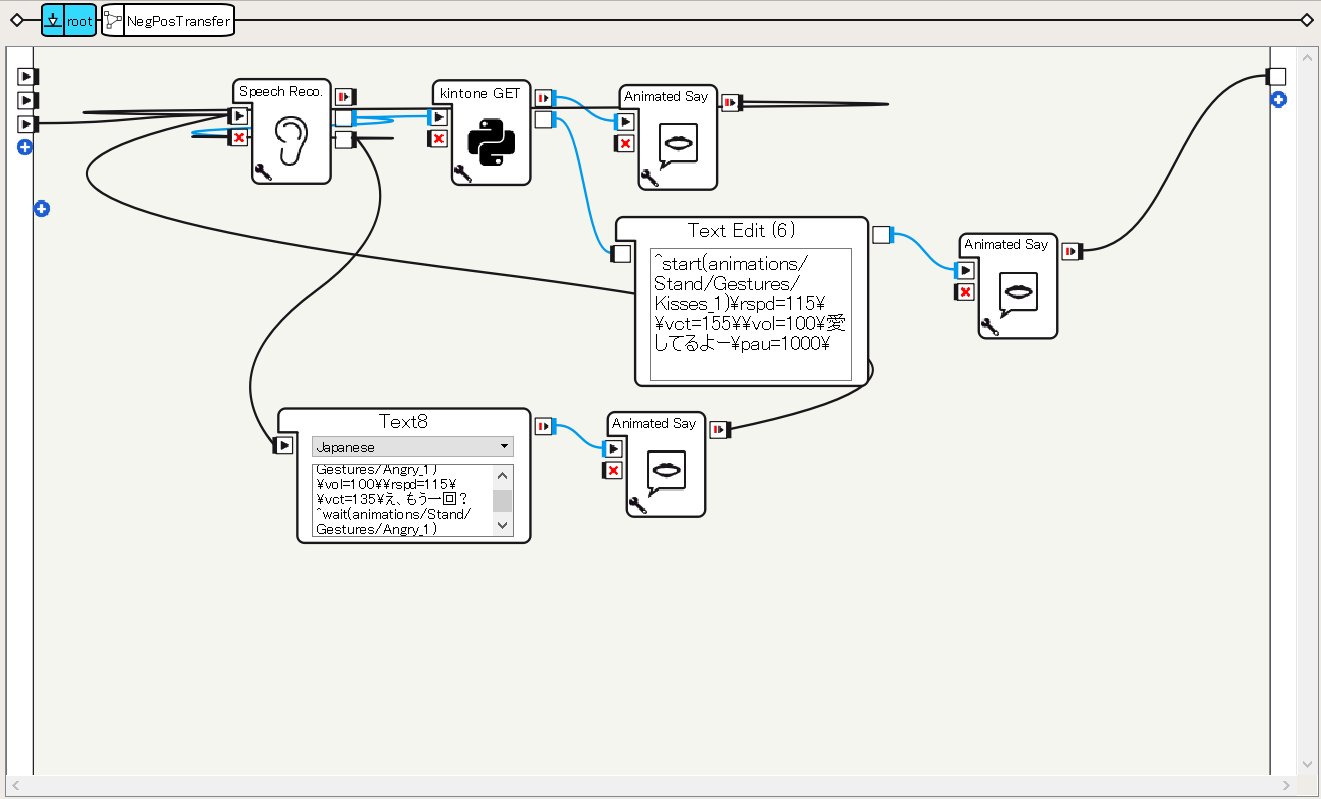 root NegPosTransfer
Speech Reco.
kintone GET
Animated Say
Text Edit (6)
^start(animations/
Stand/Gestures/
Kisses_1)¥rspd=115¥
¥vct=155¥¥vol=100¥愛
してるよー¥pau=1000¥
Animated Say
Text8
Japanese
Gestures/Angry_1)
¥vol=100¥¥rspd=115¥
¥vct=135¥え、もう一回?
^wait(animations/Stand/
Gestures/Angry_1)
Animated Say